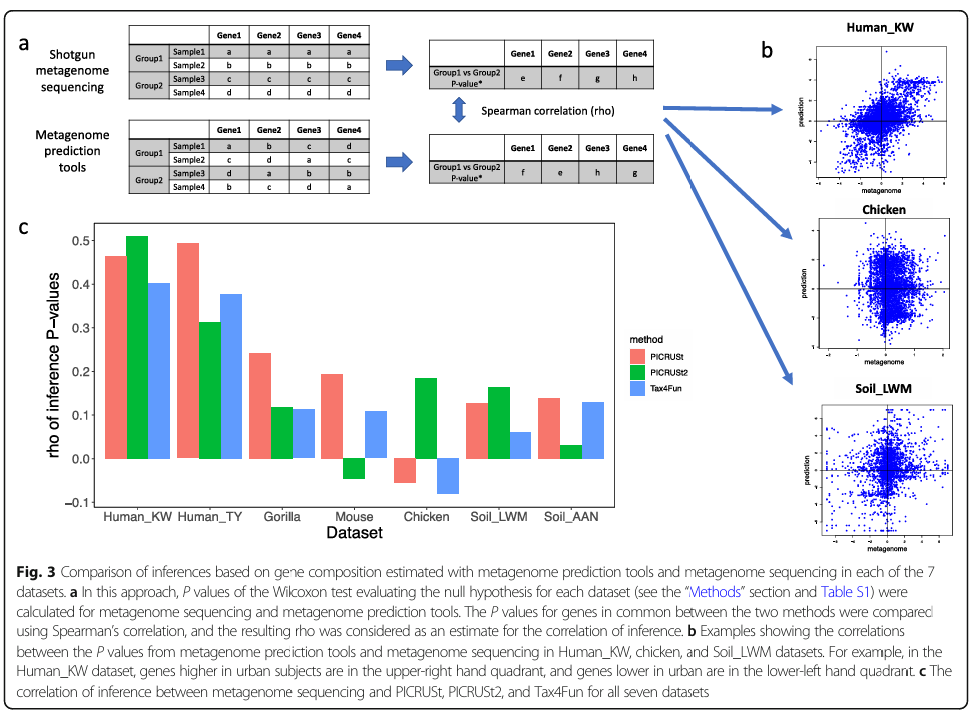 a
Shotgun
metagenome
sequencing
Gene1 Gene2 Gene3 Gene4
Group1 Sample1 a a a a
Sample2 b b b b
Group2 Sample3 c c c c
Sample4 d d d d
Gene1 Gene2 Gene3 Gene4
Group1 vs Group2
P-value* e f g h
Spearman correlation (rho)
Metagenome
prediction
tools
Gene1 Gene2 Gene3 Gene4
Group1 Sample1 a b c d
Sample2 c d a c
Group2 Sample3 d a b b
Sample4 b c d a
Gene1 Gene2 Gene3 Gene4
Group1 vs Group2
P-value* f e h g
b
Human_KW
prediction
metagenome
Chicken
prediction
metagenome
Soil_LWM
prediction
metagenome
c
rho of inference P-values
0.5
0.4
0.3
0.2
0.1
0.0
−0.1
Human_KW Human_TY Gorilla Mouse Chicken Soil_LWM Soil_AAN
Dataset
method
PICRUSt
PICRUSt2
Tax4Fun
Fig. 3 Comparison of inferences based on gene composition estimated with metagenome prediction tools and metagenome sequencing in each of the 7
datasets. a In this approach, P values of the Wilcoxon test evaluating the null hypothesis for each dataset (see the "Methods" section and Table S1) were
calculated for metagenome sequencing and metagenome prediction tools. The P values for genes in common between the two methods were compared
using Spearman's correlation, and the resulting rho was considered as an estimate for the correlation of inference. b Examples showing the correlations
between the P values from metagenome prediction tools and metagenome sequencing in Human_KW, chicken, and Soil_LWM datasets. For example, in the
Human_KW dataset, genes higher in urban subjects are in the upper-right hand quadrant, and genes lower in urban are in the lower-left hand quadrant. c The
correlation of inference between metagenome sequencing and PICRUSt, PICRUSt2, and Tax4Fun for all seven datasets